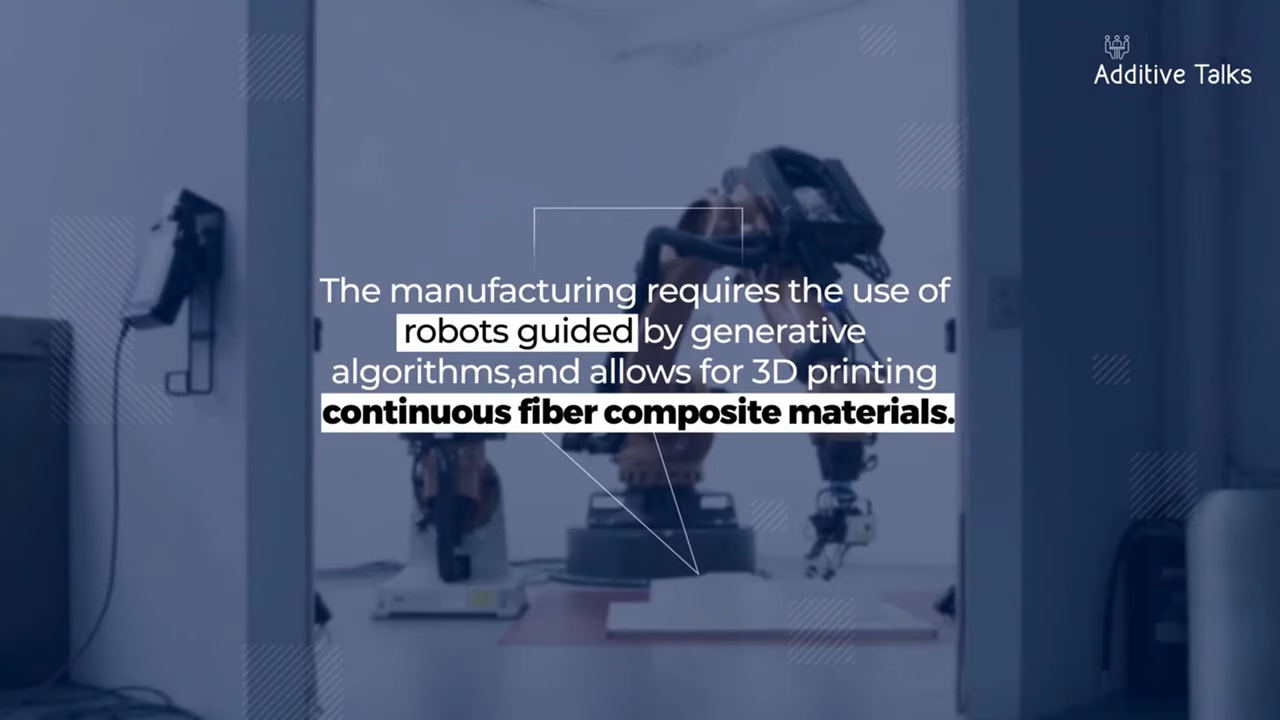 Additive Talks
The manufacturing requires the use of
robots guided by generative
algorithms,and allows for 3D printing
continuous fiber composite materials.